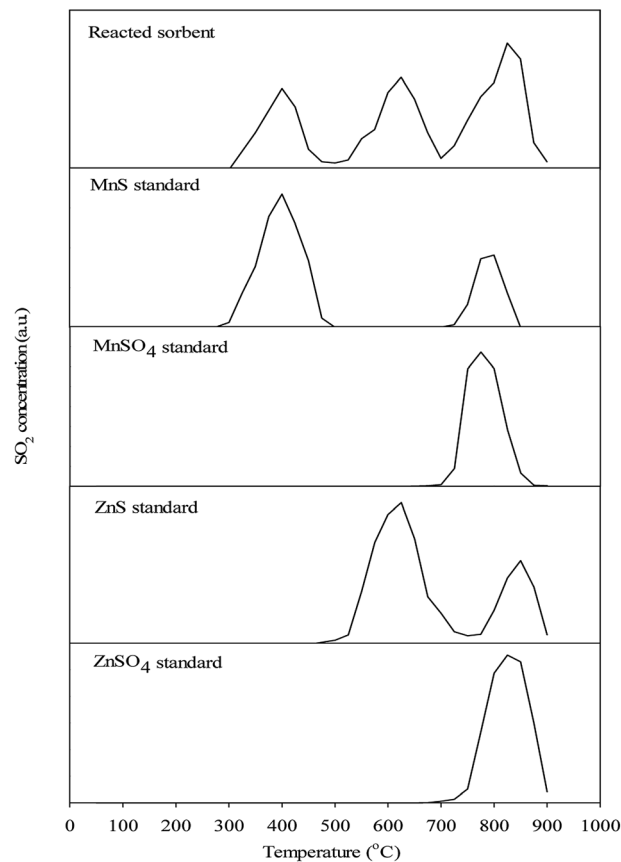 Reacted sorbent
MnS standard
MnSO4 standard
ZnS standard
ZnSO4 standard
SO2 concentration (a.u)
0 100 200 300 400 500 600 700 800 900 1000
Temperature (°C)